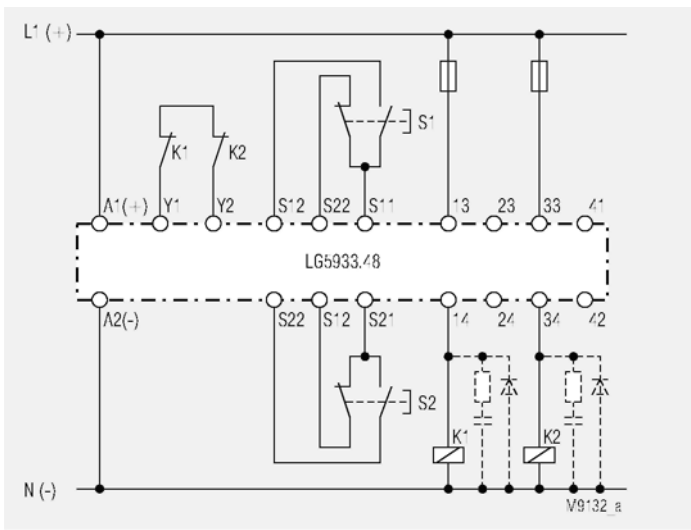 L1 (+)
K1
K2
S1
A1(+)
Y1
Y2
S12
S22
S11
13
23
33
41
LG5933.48
A2(-)
S22
S12
S21
14
24
34
42
S2
K1
K2
N (-)
M9132_a